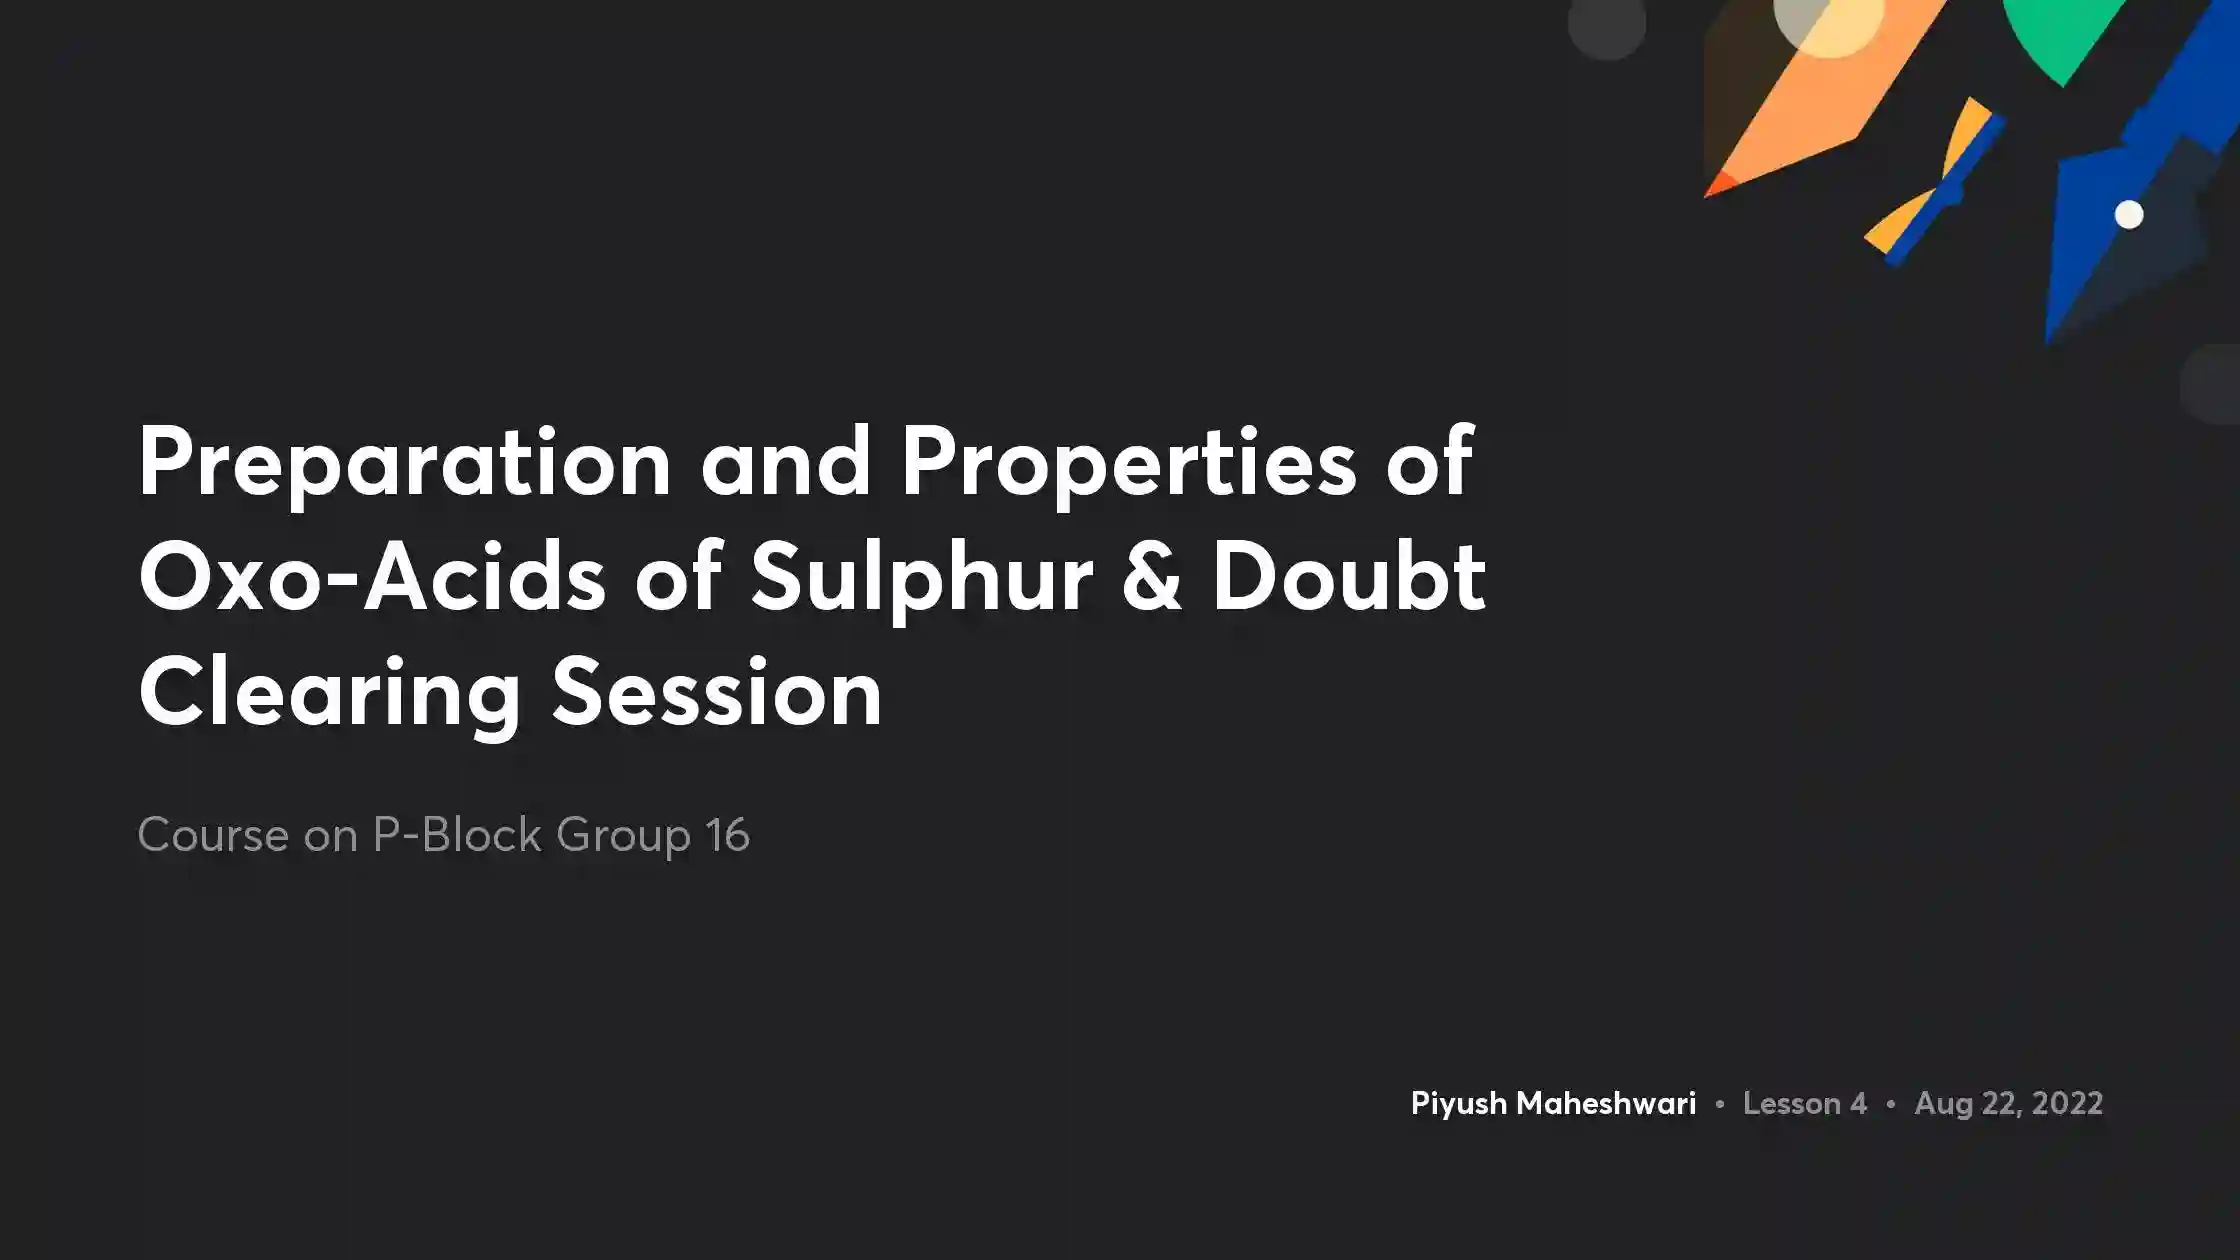 Preparation and Properties of
Oxo-Acids of Sulphur & Doubt
Clearing Session
Course on P-Block Group 16
Piyush Maheshwari • Lesson 4 • Aug 22, 2022